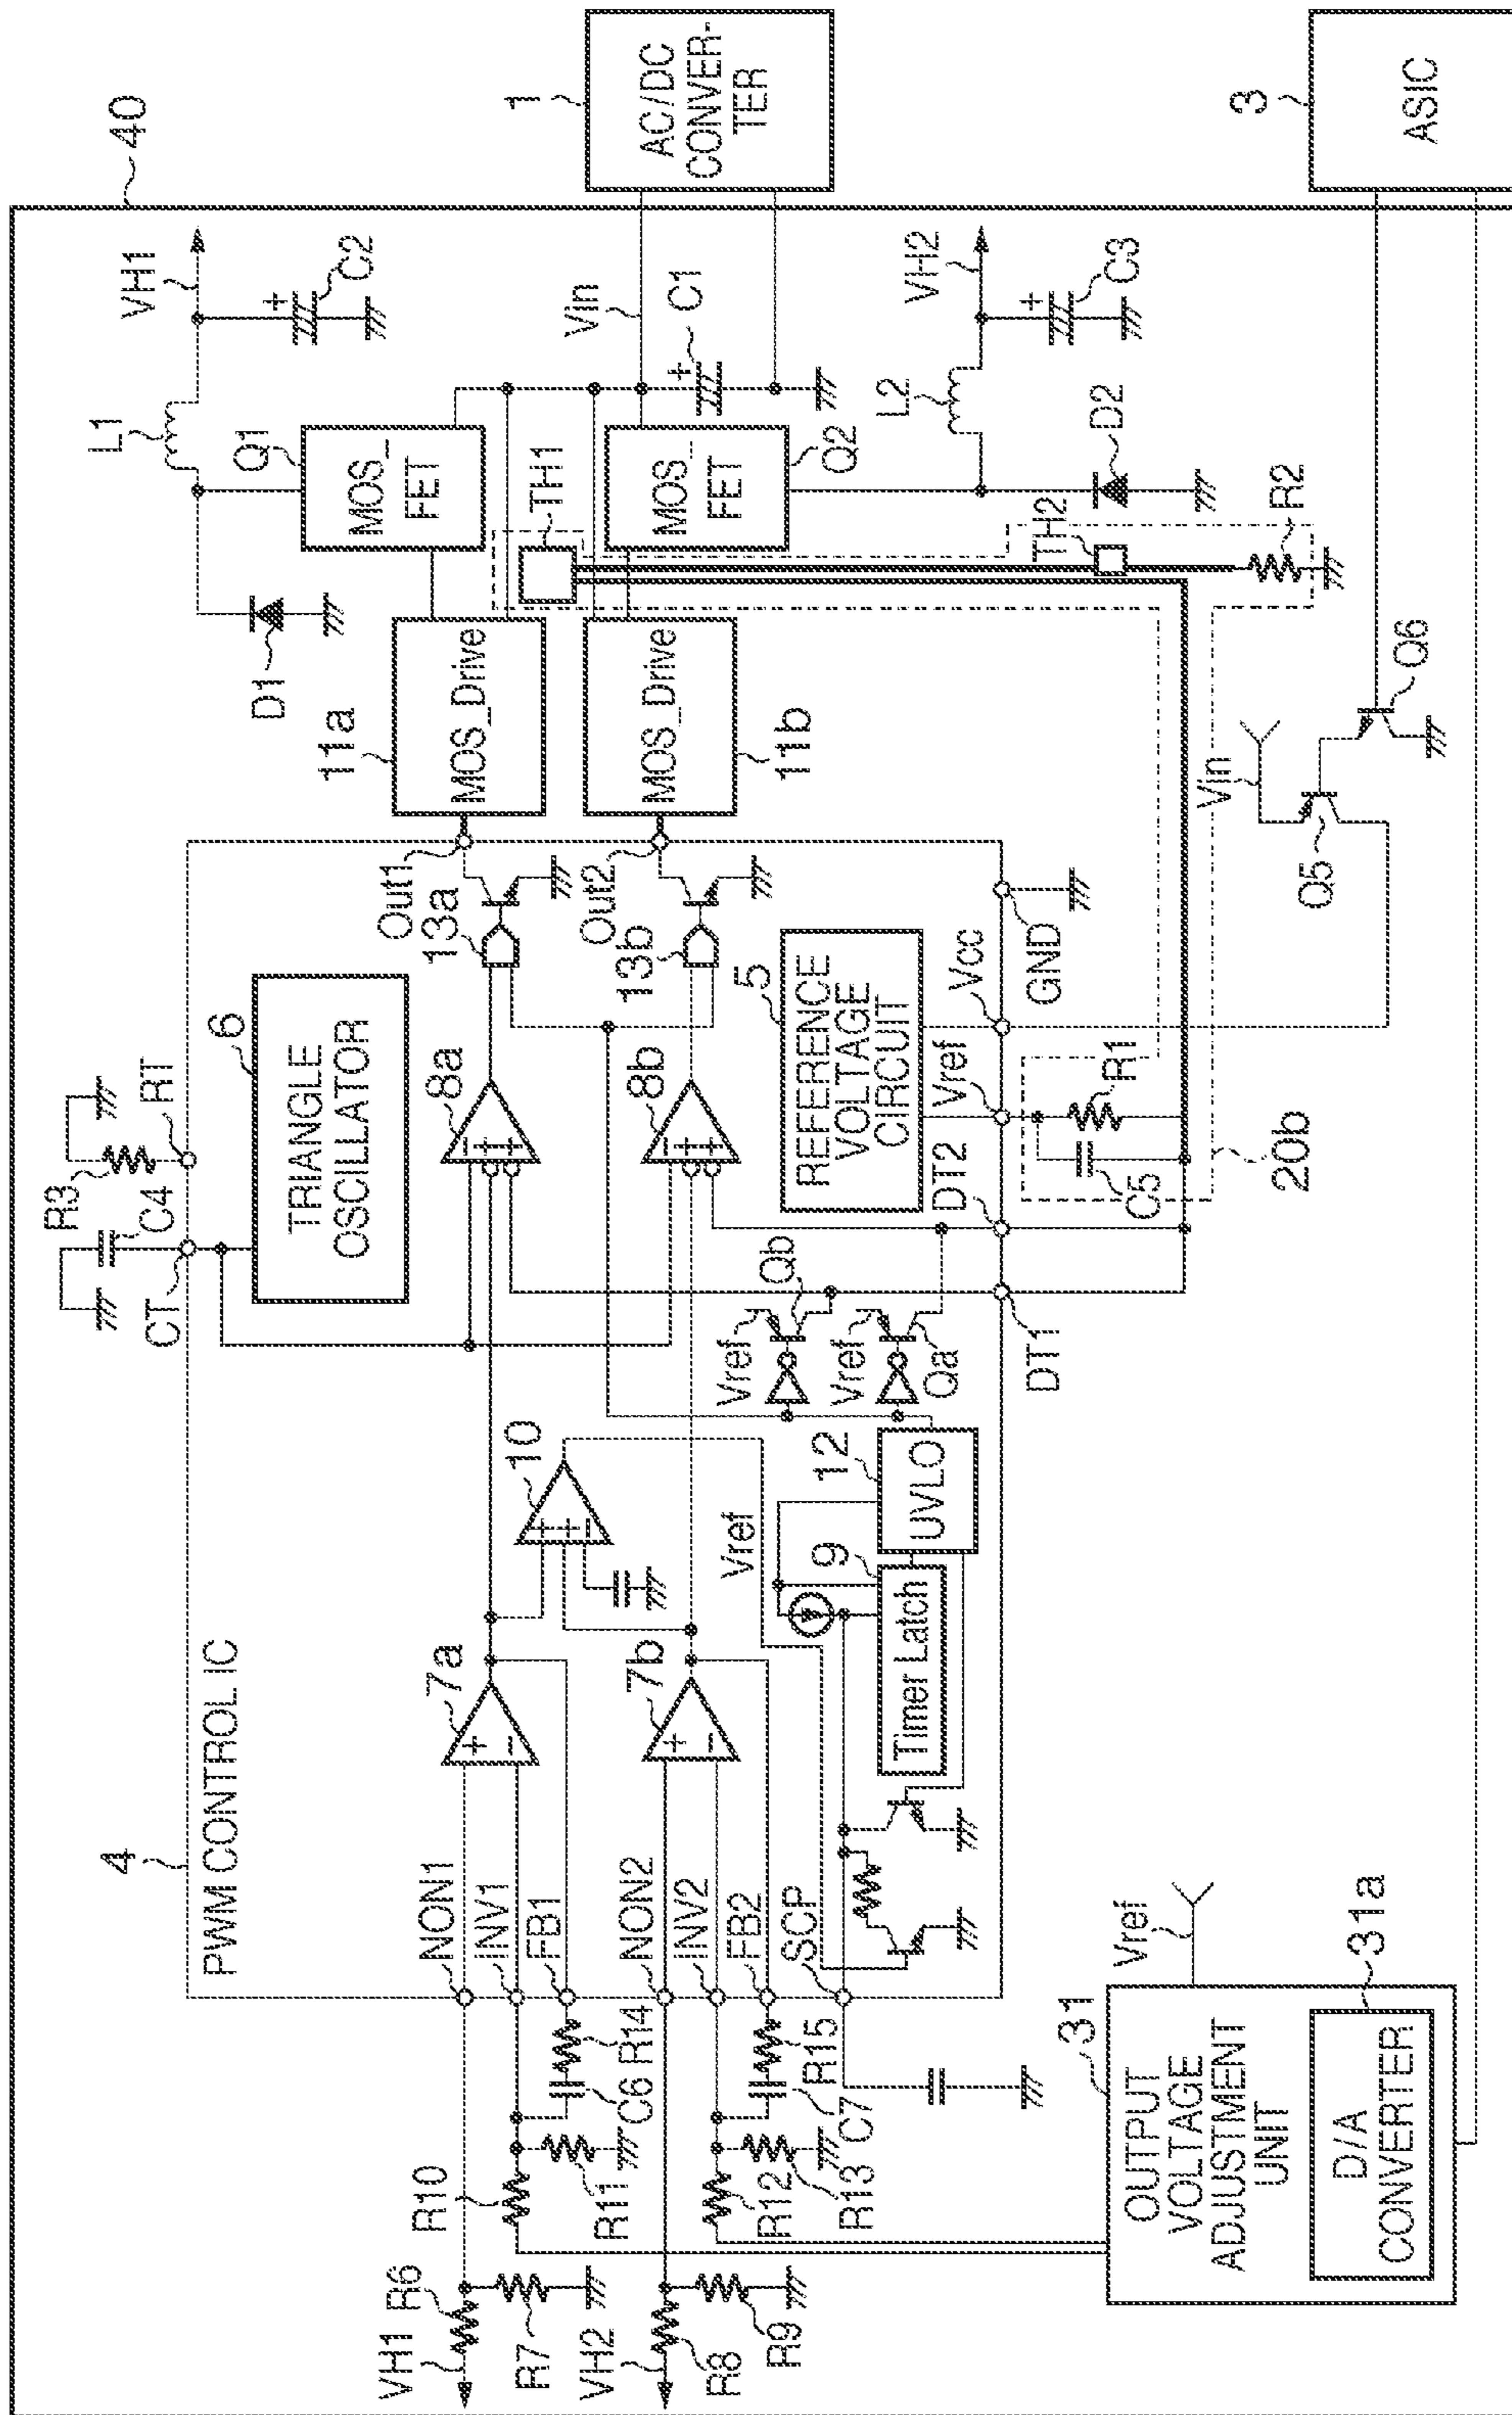 40
1
AC/DC
CONVER-
TER
3
ASIC
VH1
C2
L1
Q1
MOS_
FET
Vin
C1
TH1
MOS_
FET
Q2
VH2
C3
L2
D2
TH2
R2
D1
11a
MOS_Drive
MOS_Drive
11b
Q6
Vin
Q5
Out1
13a
Out2
13b
6
TRIANGLE
OSCILLATOR
RT
R3
C4
CT
8a
8b
5
REFERENCE
VOLTAGE
CIRCUIT
Vcc
GND
Vref
DT2
R1
C5
20b
DT1
Vref
Qb
Vref
Qa
10
12
UVLO
9
Timer Latch
Vref
4
PWM CONTROL IC
7a
+
−
7b
+
−
NON1
INV1
FB1
NON2
INV2
FB2
SCP
R14
C6
R15
C7
R10
R11
R12
R13
VH1
R6
R7
VH2
R8
R9
31
OUTPUT
VOLTAGE
ADJUSTMENT
UNIT
31a
D/A
CONVERTER
Vref